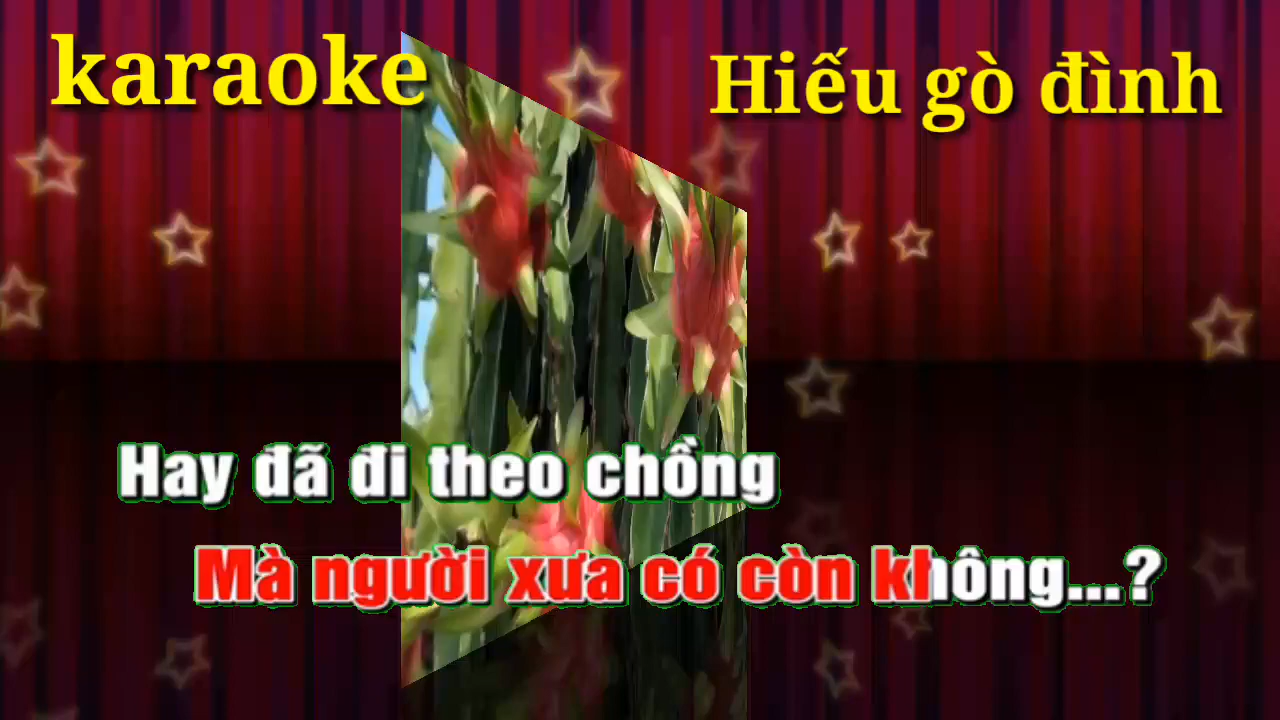 karaoke
Hiếu gò đình
Hay đã đi theo chồng
Mà người xưa có còn không...?